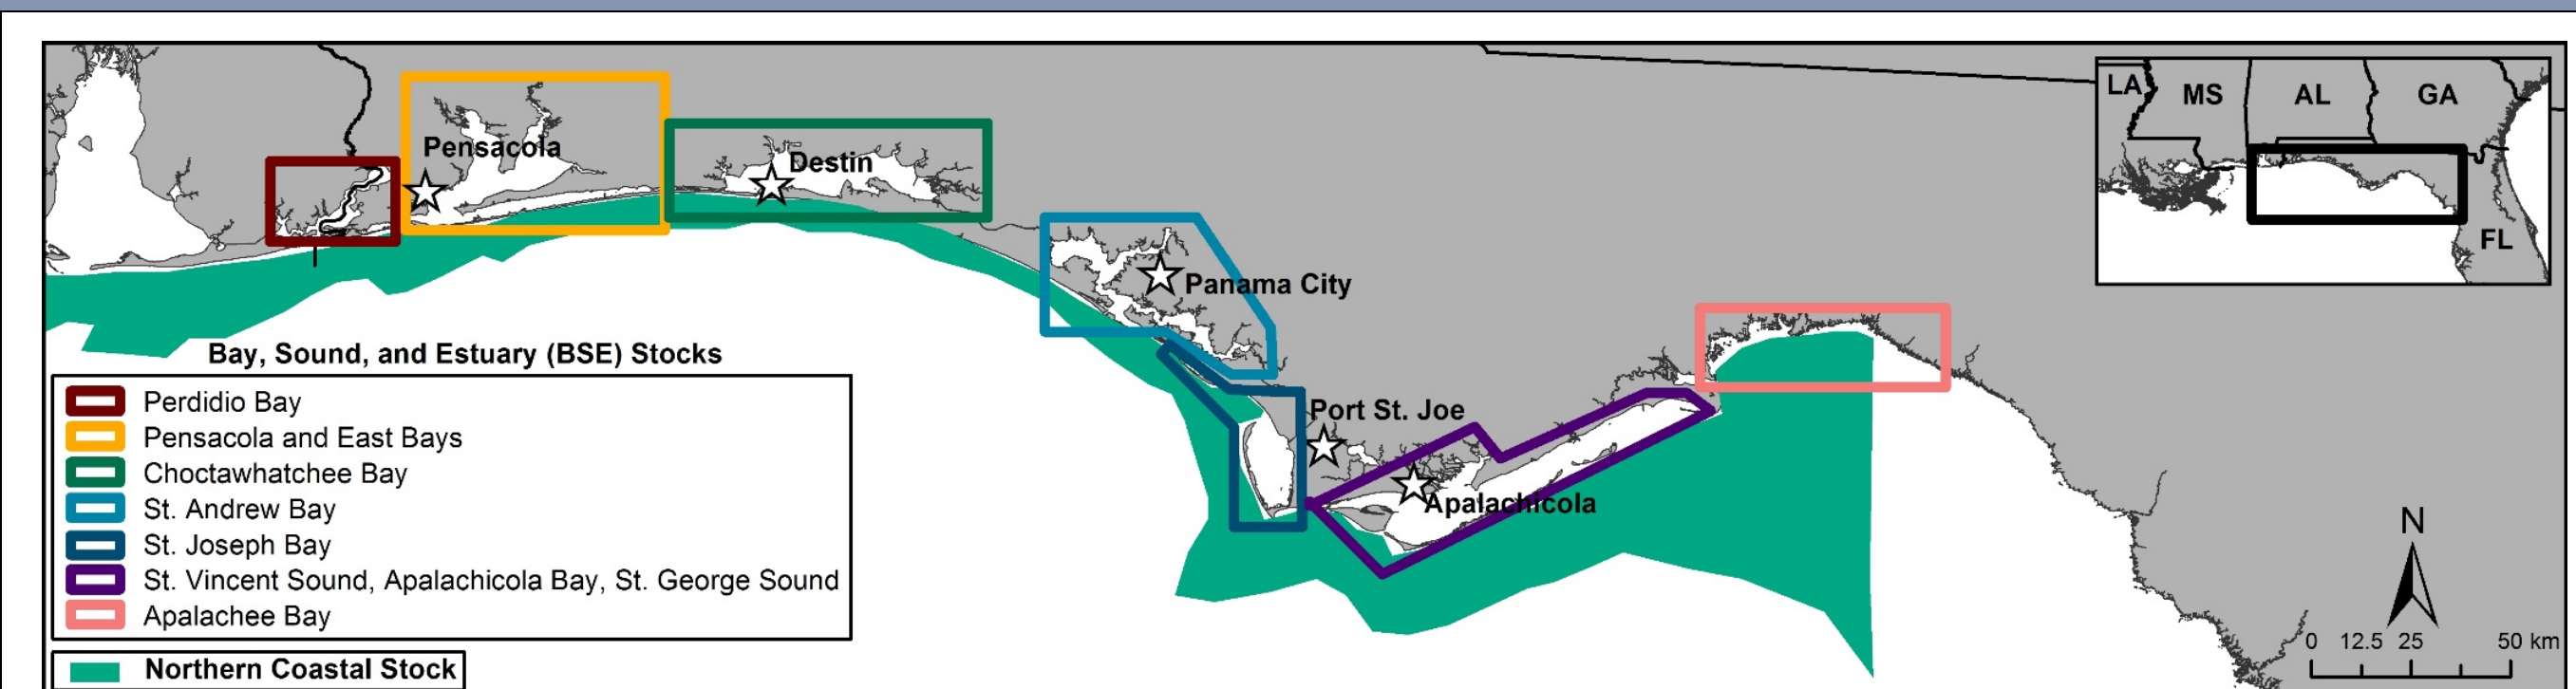 LA
MS
AL
GA
FL
Pensacola
Destin
Panama City
Port St. Joe
Apalachicola
Bay, Sound, and Estuary (BSE) Stocks
Perdidio Bay
Pensacola and East Bays
Choctawhatchee Bay
St. Andrew Bay
St. Joseph Bay
St. Vincent Sound, Apalachicola Bay, St. George Sound
Apalachee Bay
Northern Coastal Stock
N
0 12.5 25 50 km